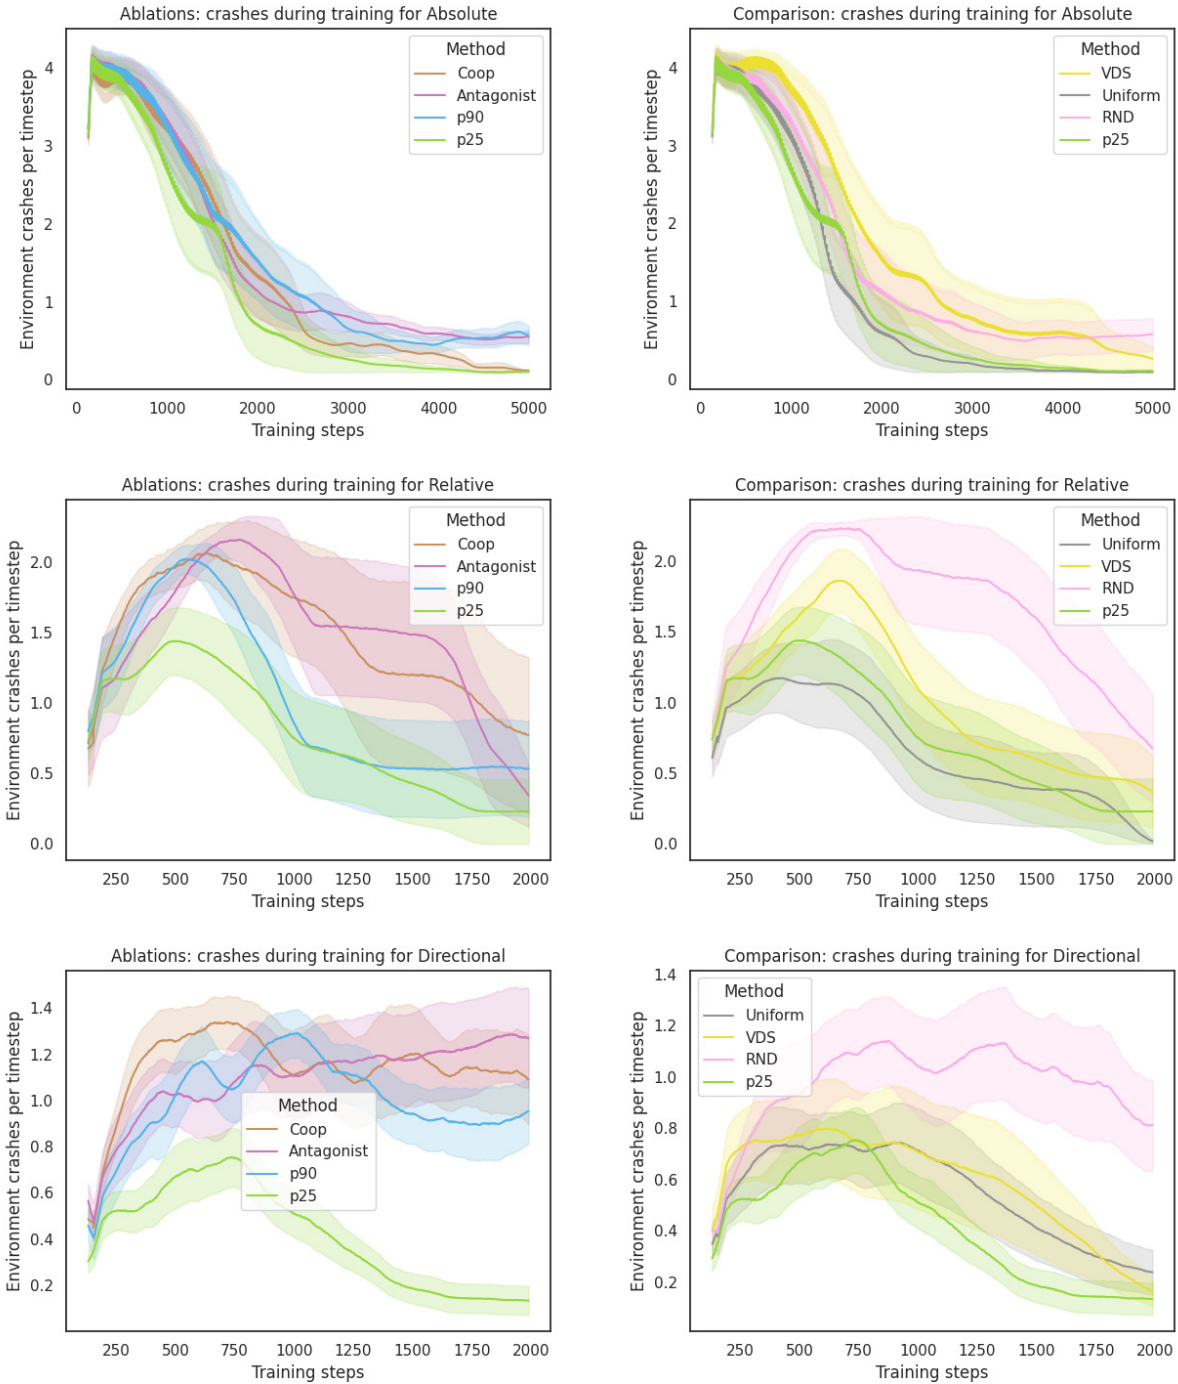 Ablations: crashes during training for Absolute
Environment crashes per timestep
4
3
2
1
0
Method
Coop
Antagonist
p90
p25
0 1000 2000 3000 4000 5000
Training steps
Comparison: crashes during training for Absolute
Environment crashes per timestep
4
3
2
1
0
Method
VDS
Uniform
RND
p25
0 1000 2000 3000 4000 5000
Training steps
Ablations: crashes during training for Relative
Environment crashes per timestep
2.0
1.5
1.0
0.5
0.0
Method
Coop
Antagonist
p90
p25
250 500 750 1000 1250 1500 1750 2000
Training steps
Comparison: crashes during training for Relative
Environment crashes per timestep
2.0
1.5
1.0
0.5
0.0
Method
Uniform
VDS
RND
p25
250 500 750 1000 1250 1500 1750 2000
Training steps
Ablations: crashes during training for Directional
Environment crashes per timestep
1.4
1.2
1.0
0.8
0.6
0.4
0.2
Method
Coop
Antagonist
p90
p25
250 500 750 1000 1250 1500 1750 2000
Training steps
Comparison: crashes during training for Directional
Environment crashes per timestep
1.4
1.2
1.0
0.8
0.6
0.4
0.2
Method
Uniform
VDS
RND
p25
250 500 750 1000 1250 1500 1750 2000
Training steps